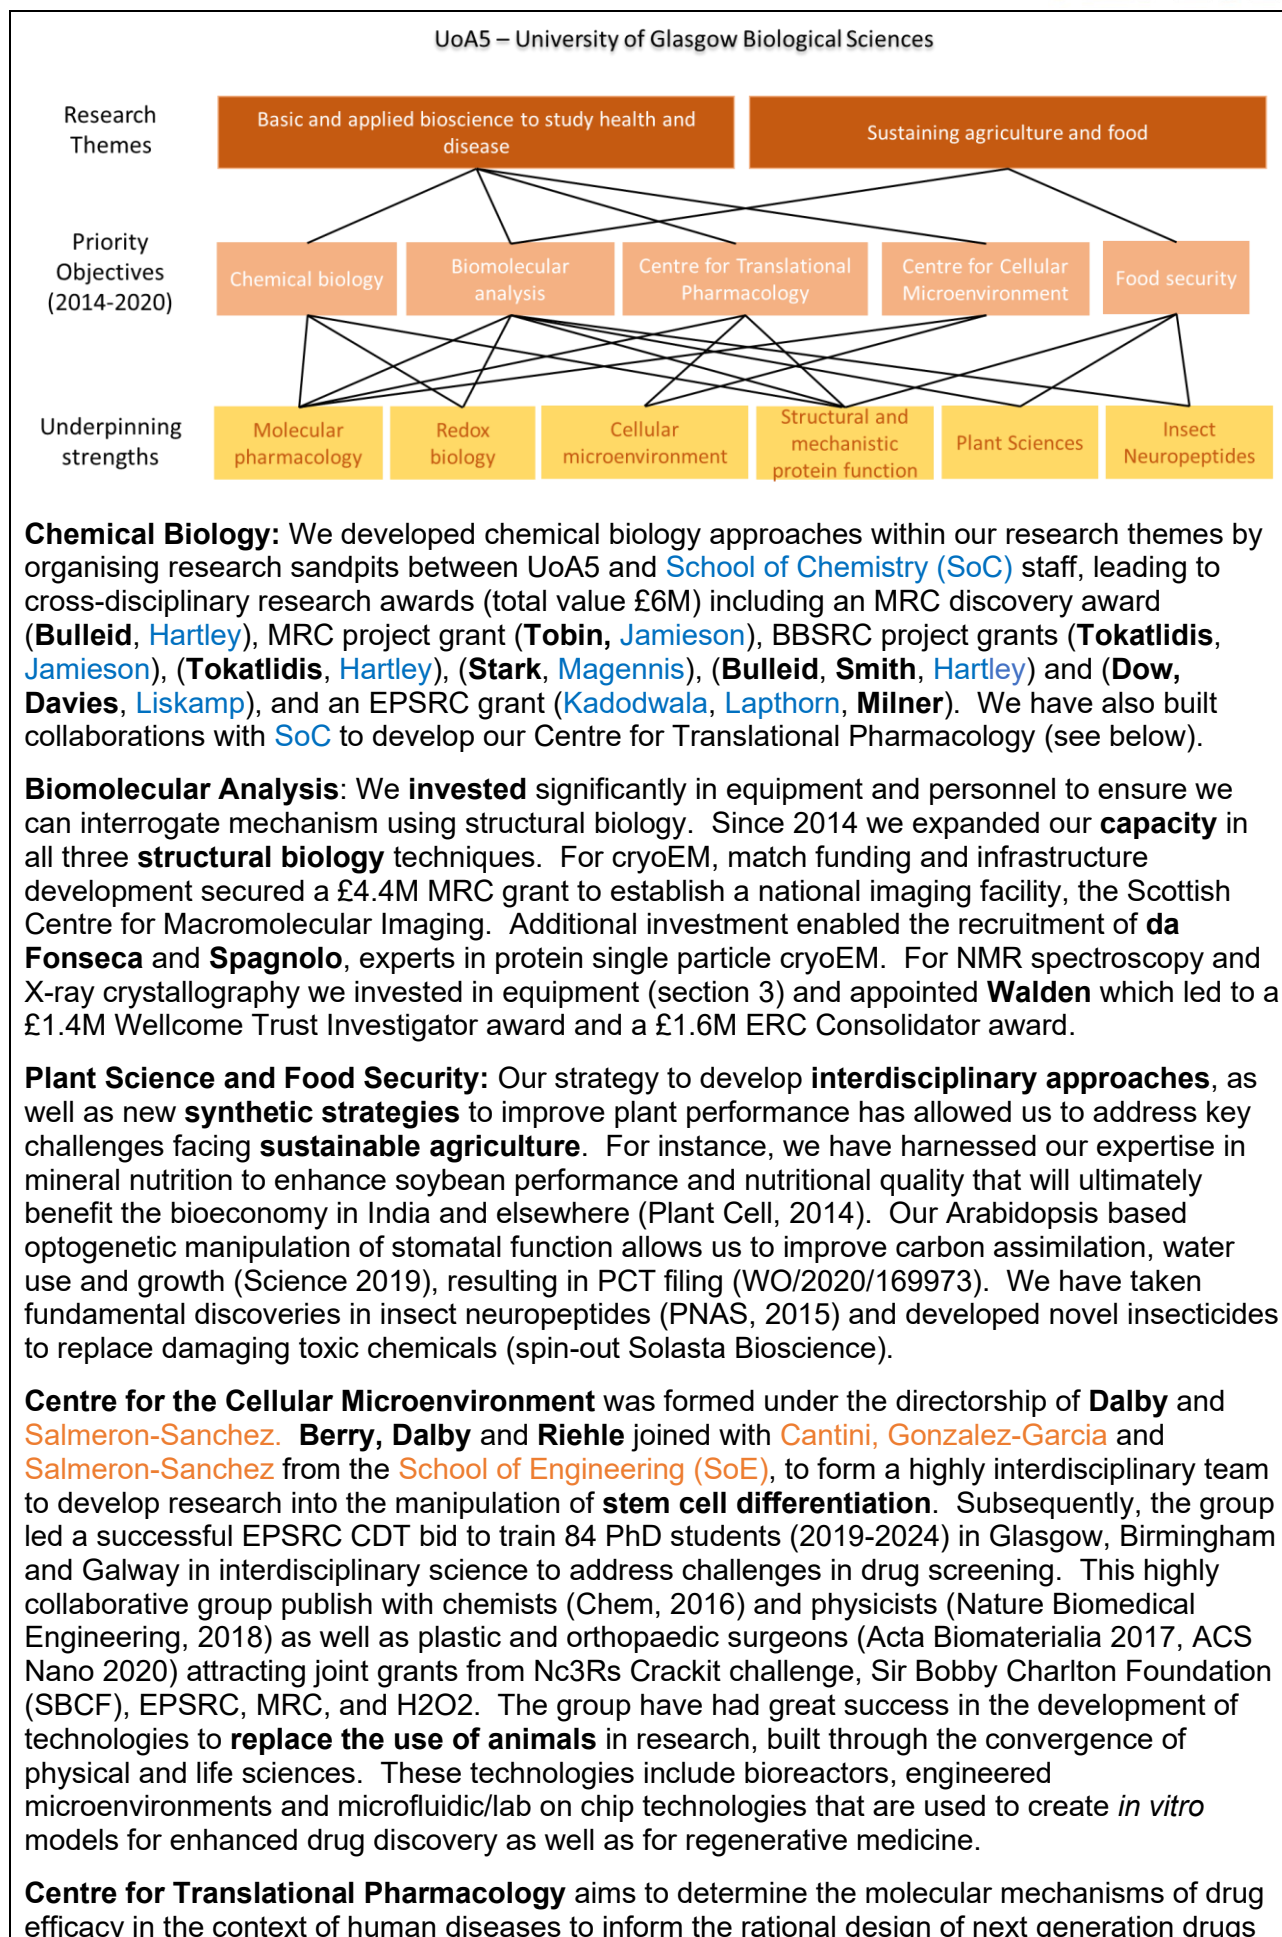 UoA5 – University of Glasgow Biological Sciences
Research
Themes
Basic and applied bioscience to study health and
disease
Sustaining agriculture and food
Priority
Objectives
(2014-2020)
Chemical biology
Biomolecular
analysis
Centre for Translational
Pharmacology
Centre for Cellular
Microenvironment
Food security
Underpinning
strengths
Molecular
pharmacology
Redox
biology
Cellular
microenvironment
Structural and
mechanistic
protein function
Plant Sciences
Insect
Neuropeptides
Chemical Biology: We developed chemical biology approaches within our research themes by
organising research sandpits between UoA5 and School of Chemistry (SoC) staff, leading to
cross-disciplinary research awards (total value £6M) including an MRC discovery award
(Bulleid, Hartley), MRC project grant (Tobin, Jamieson), BBSRC project grants (Tokatlidis,
Jamieson), (Tokatlidis, Hartley), (Stark, Magennis), (Bulleid, Smith, Hartley) and (Dow,
Davies, Liskamp), and an EPSRC grant (Kadodwala, Lapthorn, Milner). We have also built
collaborations with SoC to develop our Centre for Translational Pharmacology (see below).
Biomolecular Analysis: We invested significantly in equipment and personnel to ensure we
can interrogate mechanism using structural biology. Since 2014 we expanded our capacity in
all three structural biology techniques. For cryoEM, match funding and infrastructure
development secured a £4.4M MRC grant to establish a national imaging facility, the Scottish
Centre for Macromolecular Imaging. Additional investment enabled the recruitment of da
Fonseca and Spagnolo, experts in protein single particle cryoEM. For NMR spectroscopy and
X-ray crystallography we invested in equipment (section 3) and appointed Walden which led to a
£1.4M Wellcome Trust Investigator award and a £1.6M ERC Consolidator award.
Plant Science and Food Security: Our strategy to develop interdisciplinary approaches, as
well as new synthetic strategies to improve plant performance has allowed us to address key
challenges facing sustainable agriculture. For instance, we have harnessed our expertise in
mineral nutrition to enhance soybean performance and nutritional quality that will ultimately
benefit the bioeconomy in India and elsewhere (Plant Cell, 2014). Our Arabidopsis based
optogenetic manipulation of stomatal function allows us to improve carbon assimilation, water
use and growth (Science 2019), resulting in PCT filing (WO/2020/169973). We have taken
fundamental discoveries in insect neuropeptides (PNAS, 2015) and developed novel insecticides
to replace damaging toxic chemicals (spin-out Solasta Bioscience).
Centre for the Cellular Microenvironment was formed under the directorship of Dalby and
Salmeron-Sanchez. Berry, Dalby and Riehle joined with Cantini, Gonzalez-Garcia and
Salmeron-Sanchez from the School of Engineering (SoE), to form a highly interdisciplinary team
to develop research into the manipulation of stem cell differentiation. Subsequently, the group
led a successful EPSRC CDT bid to train 84 PhD students (2019-2024) in Glasgow, Birmingham
and Galway in interdisciplinary science to address challenges in drug screening. This highly
collaborative group publish with chemists (Chem, 2016) and physicists (Nature Biomedical
Engineering, 2018) as well as plastic and orthopaedic surgeons (Acta Biomaterialia 2017, ACS
Nano 2020) attracting joint grants from Nc3Rs Crackit challenge, Sir Bobby Charlton Foundation
(SBCF), EPSRC, MRC, and H2O2. The group have had great success in the development of
technologies to replace the use of animals in research, built through the convergence of
physical and life sciences. These technologies include bioreactors, engineered
microenvironments and microfluidic/lab on chip technologies that are used to create in vitro
models for enhanced drug discovery as well as for regenerative medicine.
Centre for Translational Pharmacology aims to determine the molecular mechanisms of drug
efficacy in the context of human diseases to inform the rational design of next generation drugs